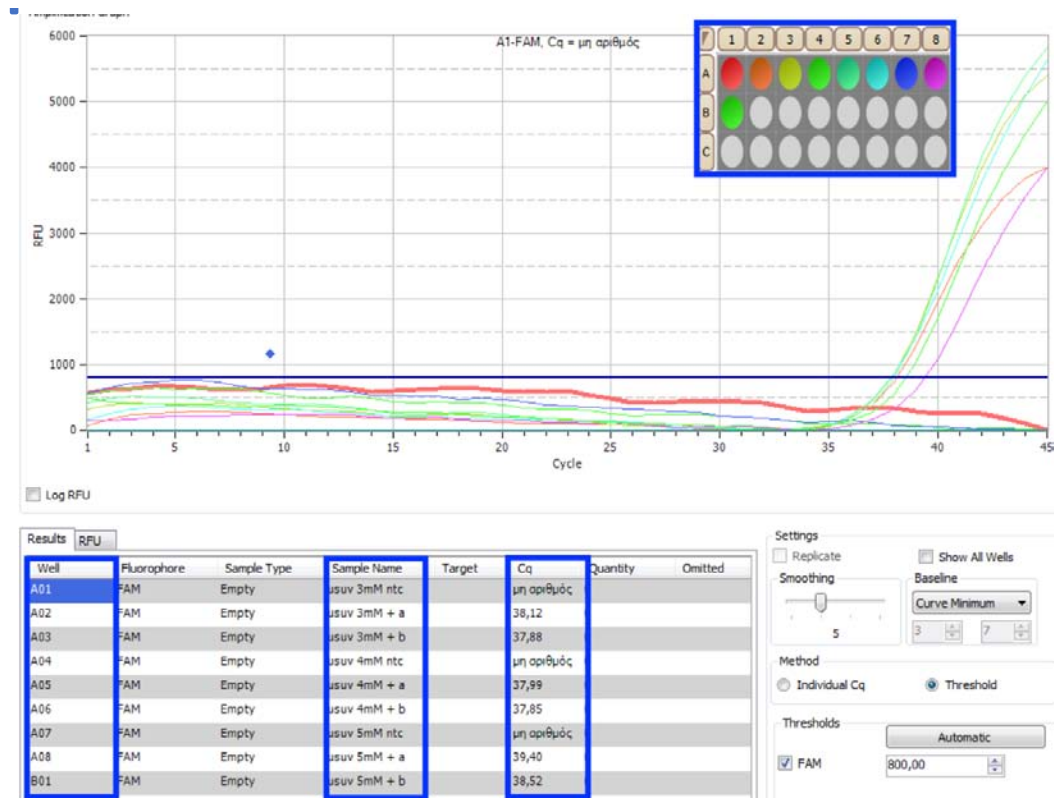 A1-FAM, Cq = μη αριθμός
6000
5000
4000
3000
2000
1000
0
RFU
1 5 10 15 20 25 30 35 40 45
Cycle
1 2 3 4 5 6 7 8
A
B
C
Log RFU
Results RFU
Well Fluorophore Sample Type Sample Name Target Cq Quantity Omitted
A01 FAM Empty usuv 3mM ntc μη αριθμός
A02 FAM Empty usuv 3mM + a 38,12
A03 FAM Empty usuv 3mM + b 37,88
A04 FAM Empty usuv 4mM ntc μη αριθμός
A05 FAM Empty usuv 4mM + a 37,99
A06 FAM Empty usuv 4mM + b 37,85
A07 FAM Empty usuv 5mM ntc μη αριθμός
A08 FAM Empty usuv 5mM + a 39,40
B01 FAM Empty usuv 5mM + b 38,52
Settings
Replicate Show All Wells
Smoothing Baseline
Curve Minimum
5 3 7
Method
Individual Cq Threshold
Thresholds
Automatic
FAM 800,00